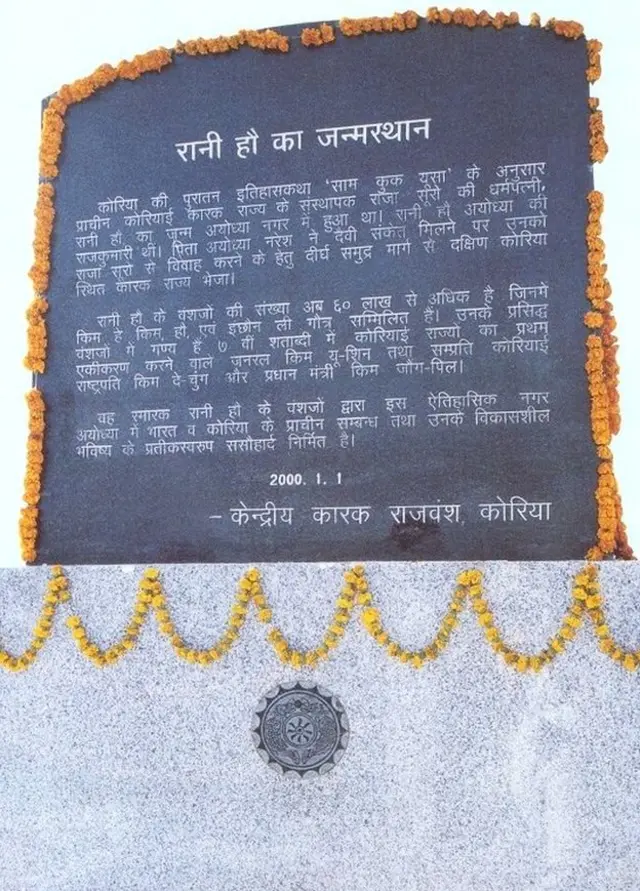 रानी हौ का जन्मस्थान
कोरिया की पुरातन इतिहासकथा 'साम कुक यूसा' के अनुसार
प्राचीन कोरियाई कारक राज्य के संस्थापक राजा सूरो की धर्मपत्नी,
रानी हौ का जन्म अयोध्या नगर में हुआ था। रानी हौ अयोध्या की
राजकुमारी थीं। पिता अयोध्या नरेश ने दैवी संकेत मिलने पर उनको
राजा सूरो से विवाह करने के हेतु दीर्घ समुद्र मार्ग से दक्षिण कोरिया
स्थित कारक राज्य भेजा।
रानी हौ के वंशजों की संख्या अब ६० लाख से अधिक है जिनमें
किम हे किम, हौ, एवं इछौन ली गौत्र सम्मिलित हैं। उनके प्रसिद्ध
वंशजों में गण्य हैं ७ वीं शताब्दी में कोरियाई राज्यों का प्रथम
एकीकरण करने वाले जनरल किम यू-शिन तथा सम्प्रति कोरियाई
राष्ट्रपति किम दे-चुंग और प्रधान मंत्री किम जौंग-पिल।
यह स्मारक रानी हौ के वंशजों द्वारा इस ऐतिहासिक नगर
अयोध्या में भारत व कोरिया के प्राचीन सम्बन्ध तथा उनके विकासशील
भविष्य के प्रतीकस्वरूप ससौहार्द निर्मित है।
2000. 1. 1
– केन्द्रीय कारक राजवंश, कोरिया